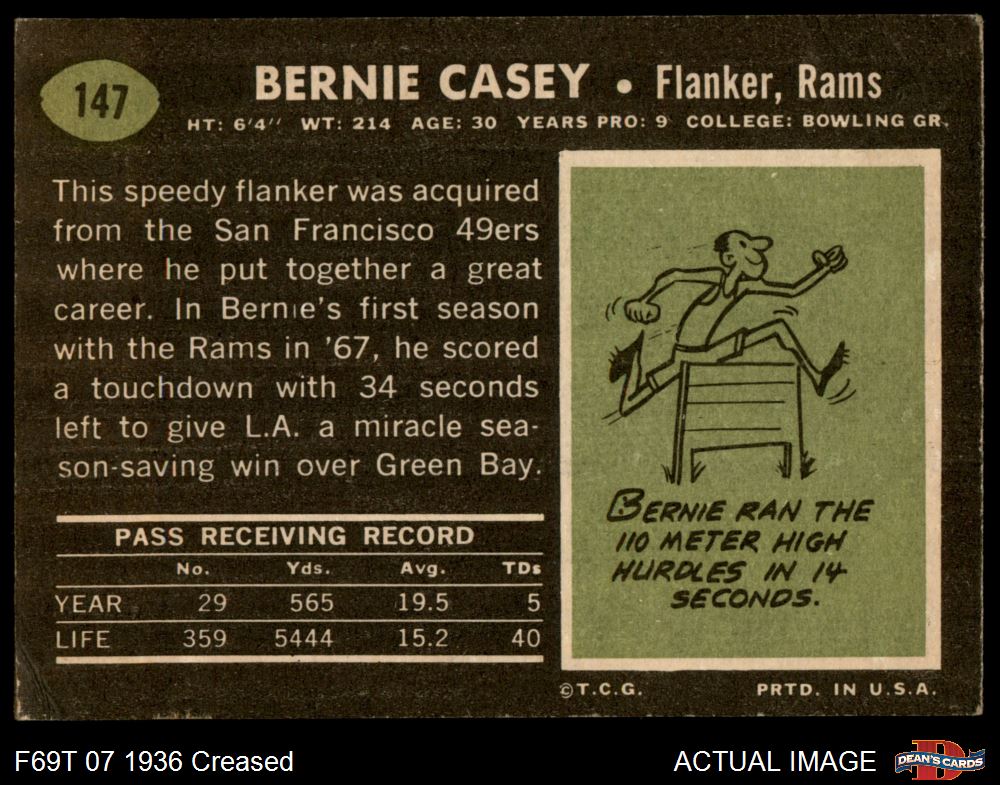 147
BERNIE CASEY • Flanker, Rams
HT: 6'4" WT: 214 AGE: 30 YEARS PRO: 9 COLLEGE: BOWLING GR.
This speedy flanker was acquired
from the San Francisco 49ers
where he put together a great
career. In Bernie's first season
with the Rams in '67, he scored
a touchdown with 34 seconds
left to give L.A. a miracle sea-
son-saving win over Green Bay.
PASS RECEIVING RECORD
No. Yds. Avg. TDs
YEAR 29 565 19.5 5
LIFE 359 5444 15.2 40
BERNIE RAN THE
110 METER HIGH
HURDLES IN 14
SECONDS.
©T.C.G. PRTD. IN U.S.A.
F69T 07 1936 Creased ACTUAL IMAGE
D
DEAN'S CARDS